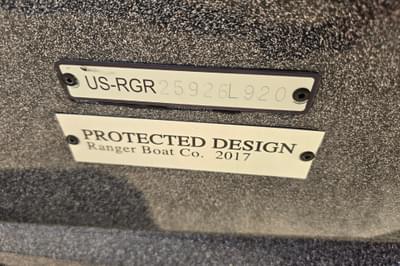 US-RGR25926L920
PROTECTED DESIGN
Ranger Boat Co. 2017